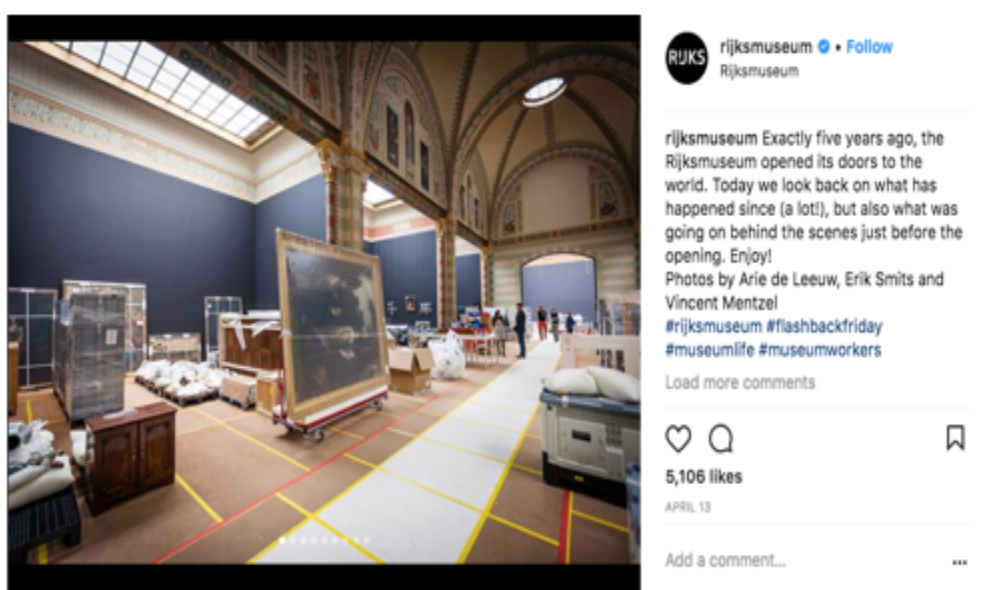 RIJKS
rijksmuseum • Follow
Rijksmuseum
rijksmuseum Exactly five years ago, the
Rijksmuseum opened its doors to the
world. Today we look back on what has
happened since (a lot!), but also what was
going on behind the scenes just before the
opening. Enjoy!
Photos by Arie de Leeuw, Erik Smits and
Vincent Mentzel
#rijksmuseum #flashbackfriday
#museumlife #museumworkers
Load more comments
5,106 likes
APRIL 13
Add a comment...